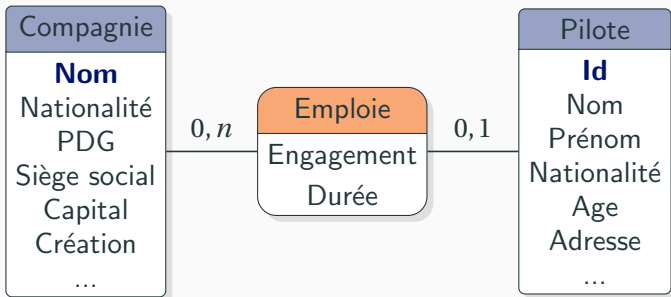 Compagnie
Nom
Nationalité
PDG
Siège social
Capital
Création
...
0, n
Emploie
Engagement
Durée
0, 1
Pilote
Id
Nom
Prénom
Nationalité
Age
Adresse
...